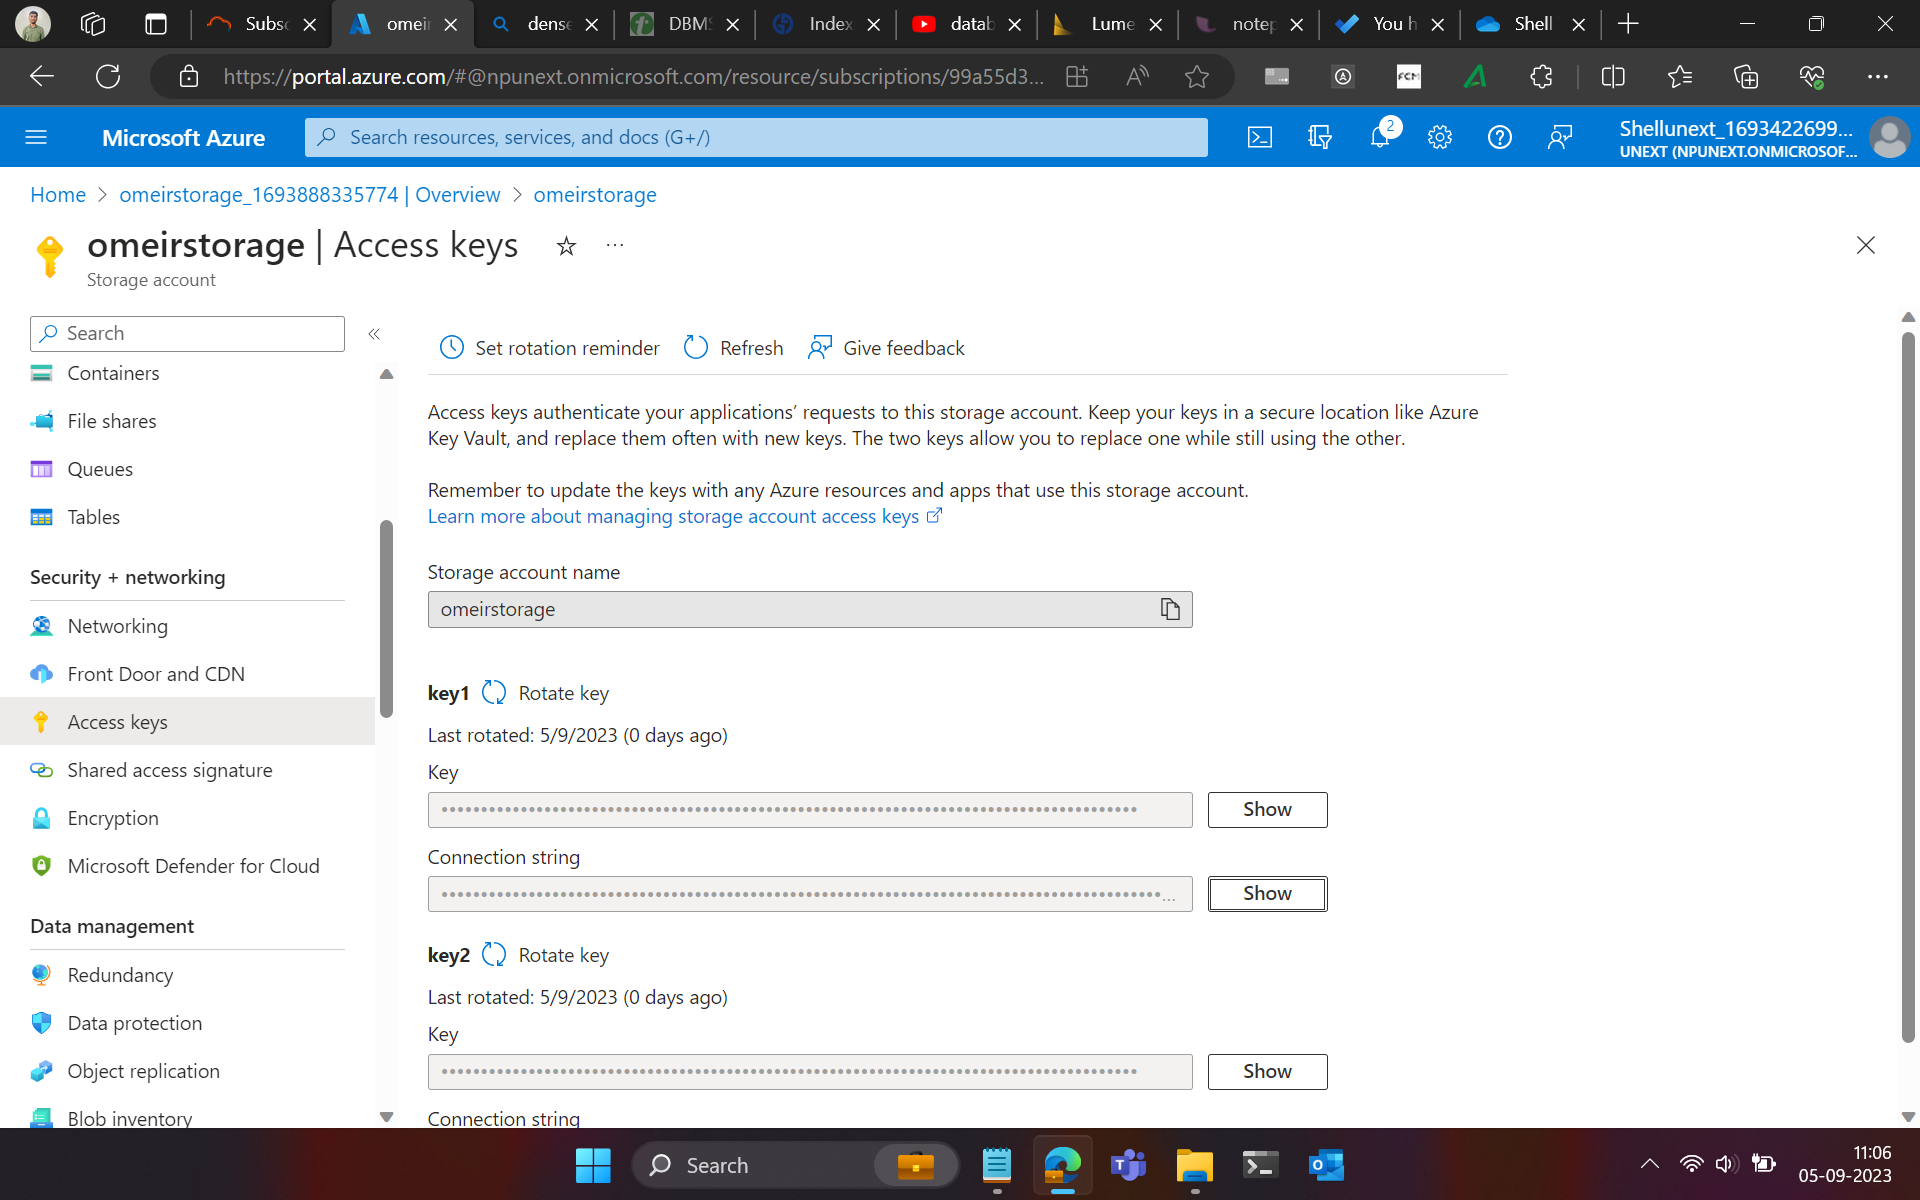 Subsc
omeir
dense
DBMS
Index
datab
Lume
notep
You h
Shell
https://portal.azure.com/#@npunext.onmicrosoft.com/resource/subscriptions/99a55d3...
Microsoft Azure
Search resources, services, and docs (G+/)
2
Shellunext_1693422699...
UNEXT (NPUNEXT.ONMICROSOF...
Home > omeirstorage_1693888335774 | Overview > omeirstorage
omeirstorage | Access keys
Storage account
Search
Containers
File shares
Queues
Tables
Security + networking
Networking
Front Door and CDN
Access keys
Shared access signature
Encryption
Microsoft Defender for Cloud
Data management
Redundancy
Data protection
Object replication
Blob inventory
Set rotation reminder
Refresh
Give feedback
Access keys authenticate your applications’ requests to this storage account. Keep your keys in a secure location like Azure
Key Vault, and replace them often with new keys. The two keys allow you to replace one while still using the other.
Remember to update the keys with any Azure resources and apps that use this storage account.
Learn more about managing storage account access keys
Storage account name
omeirstorage
key1 Rotate key
Last rotated: 5/9/2023 (0 days ago)
Key
Show
Connection string
Show
key2 Rotate key
Last rotated: 5/9/2023 (0 days ago)
Key
Show
Connection string
Search
11:06
05-09-2023